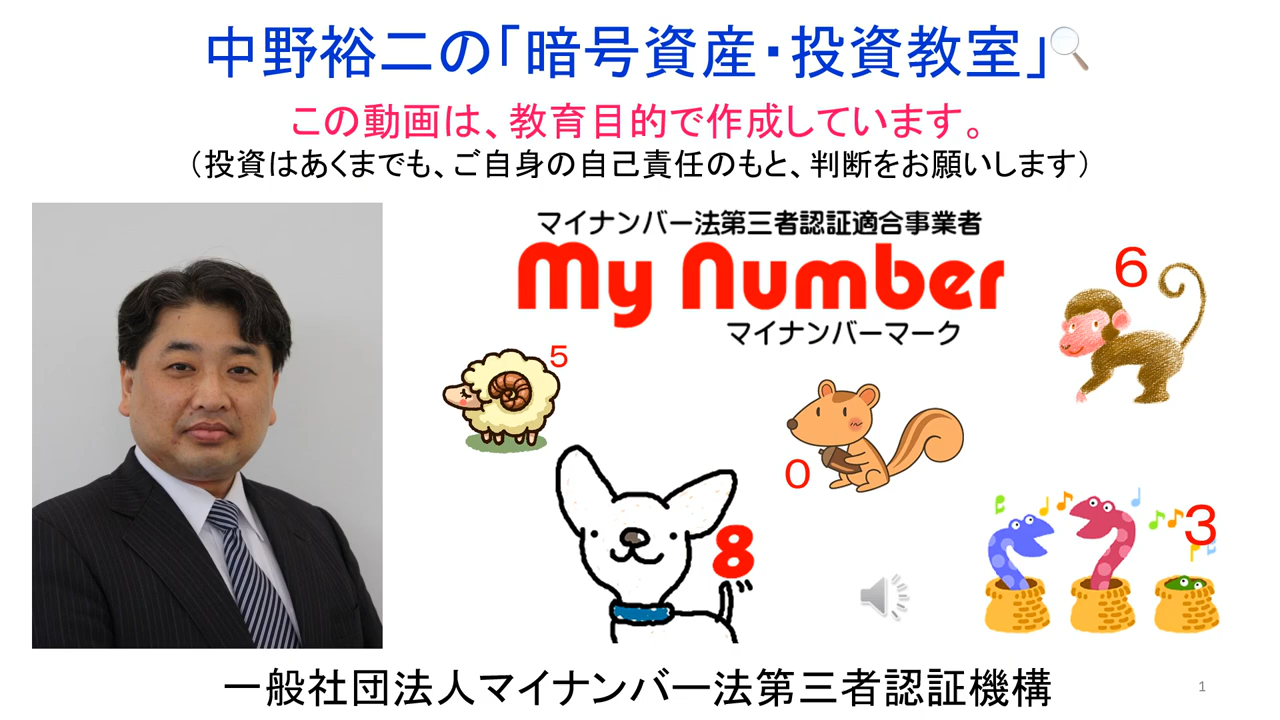 中野裕二の「暗号資産・投資教室」
この動画は、教育目的で作成しています。
（投資はあくまでも、ご自身の自己責任のもと、判断をお願いします）
マイナンバー法第三者認証適合事業者
My Number
マイナンバーマーク
6
5
0
8
3
一般社団法人マイナンバー法第三者認証機構
1